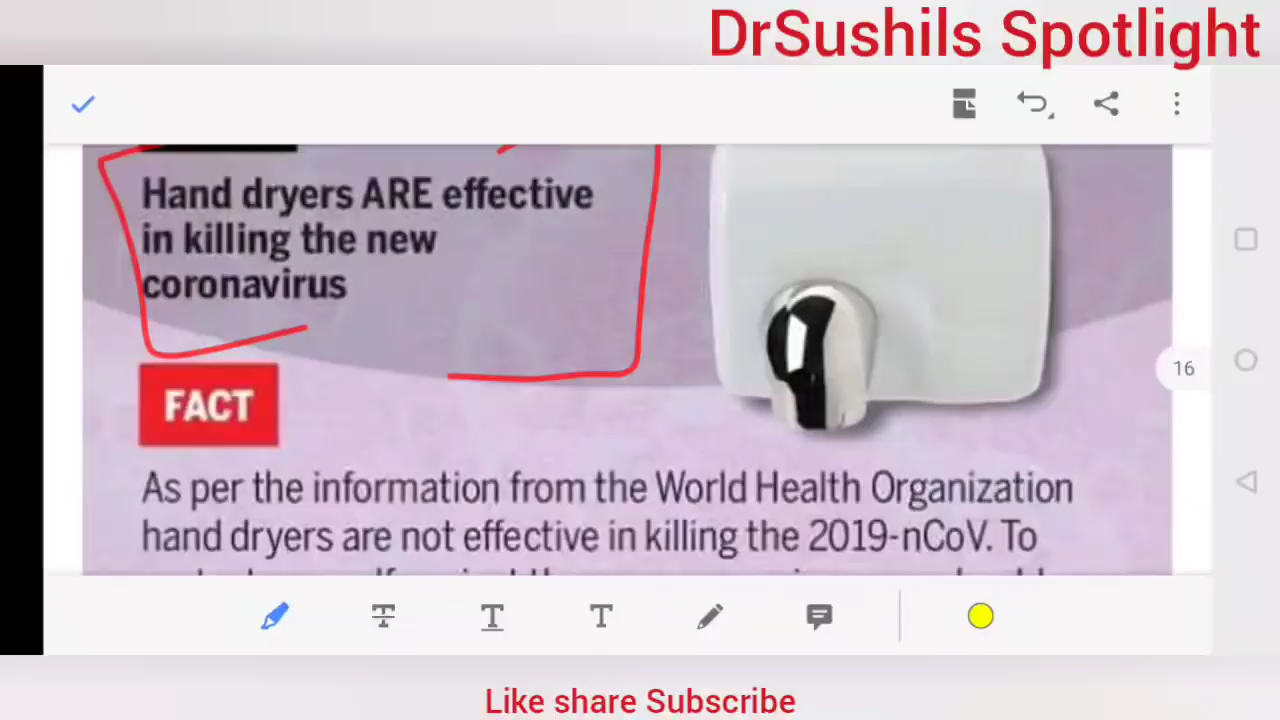 DrSushils Spotlight
Hand dryers ARE effective
in killing the new
coronavirus
16
FACT
As per the information from the World Health Organization
hand dryers are not effective in killing the 2019-nCoV. To
T
T
T
Like share Subscribe